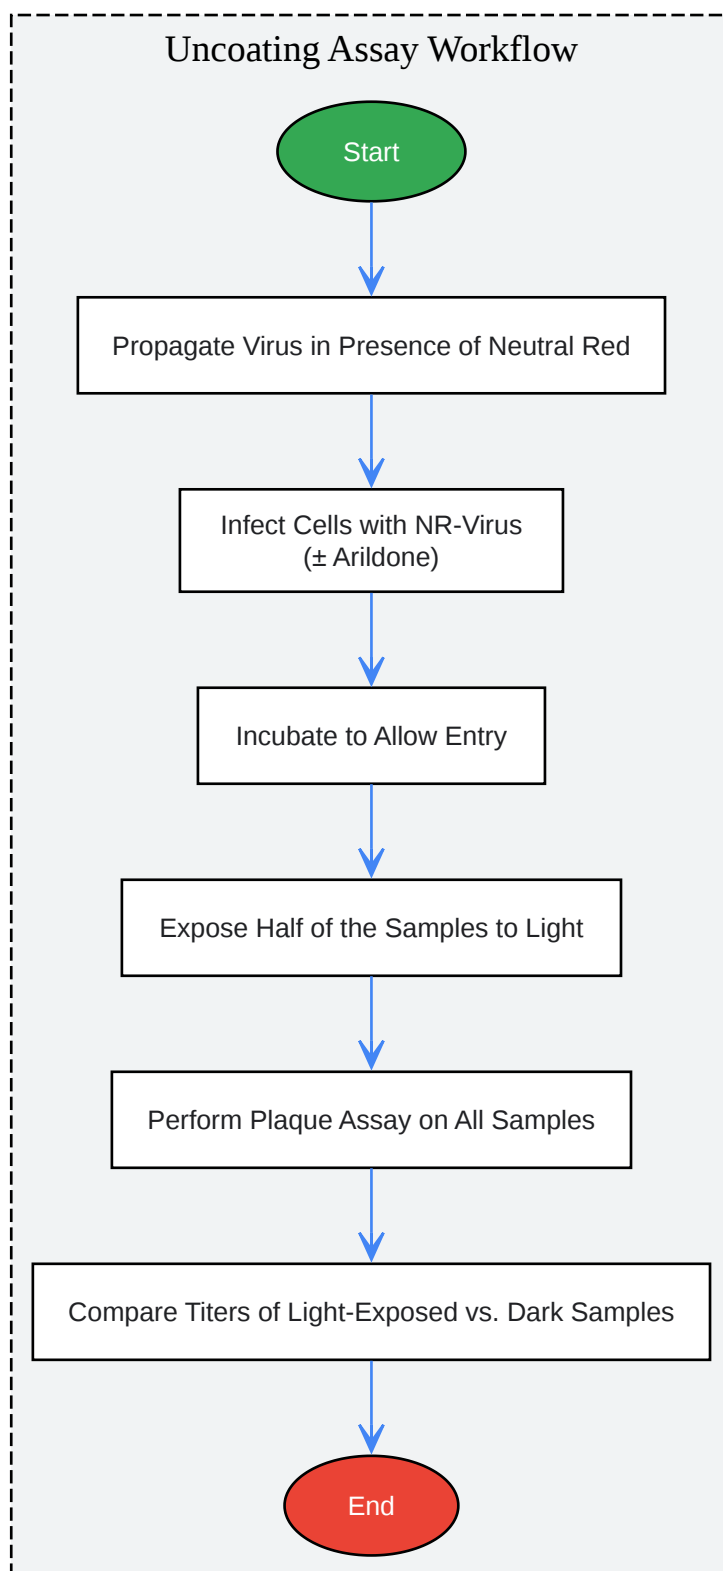 Uncoating Assay Workflow
Start
Propagate Virus in Presence of Neutral Red
Infect Cells with NR-Virus
(± Arildone)
Incubate to Allow Entry
Expose Half of the Samples to Light
Perform Plaque Assay on All Samples
Compare Titers of Light-Exposed vs. Dark Samples
End